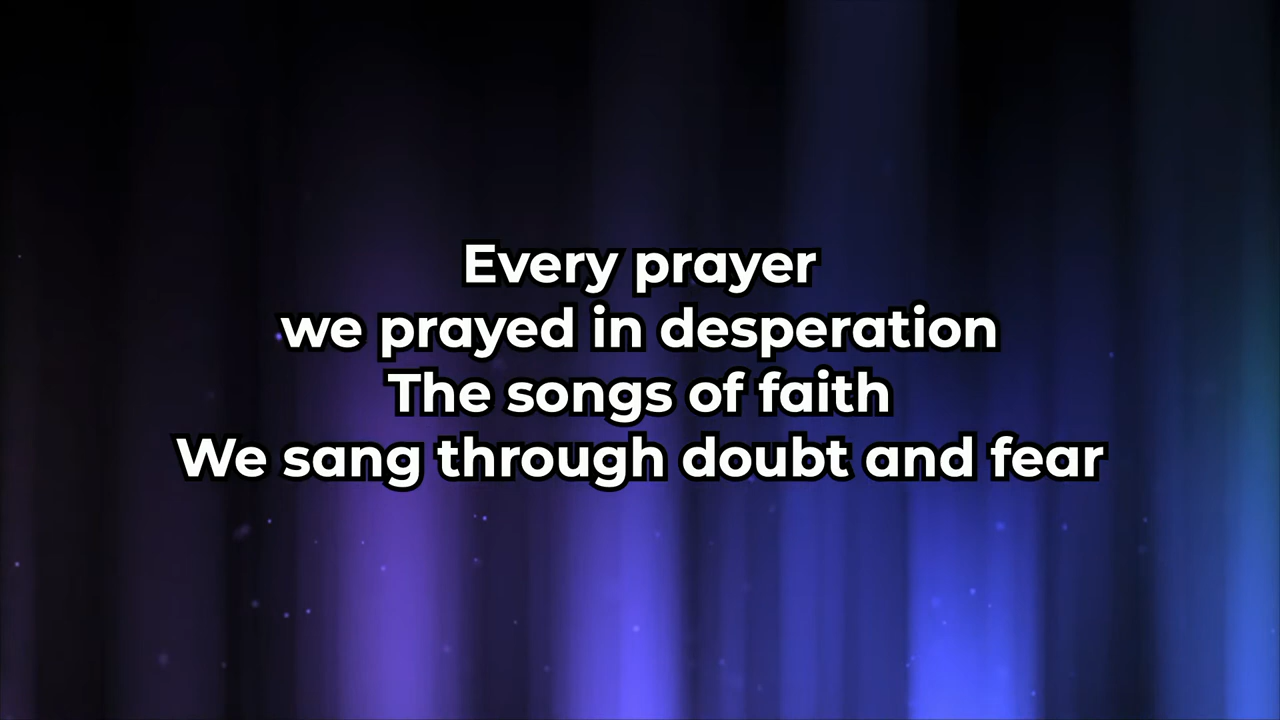 Every prayer
we prayed in desperation
The songs of faith
We sang through doubt and fear